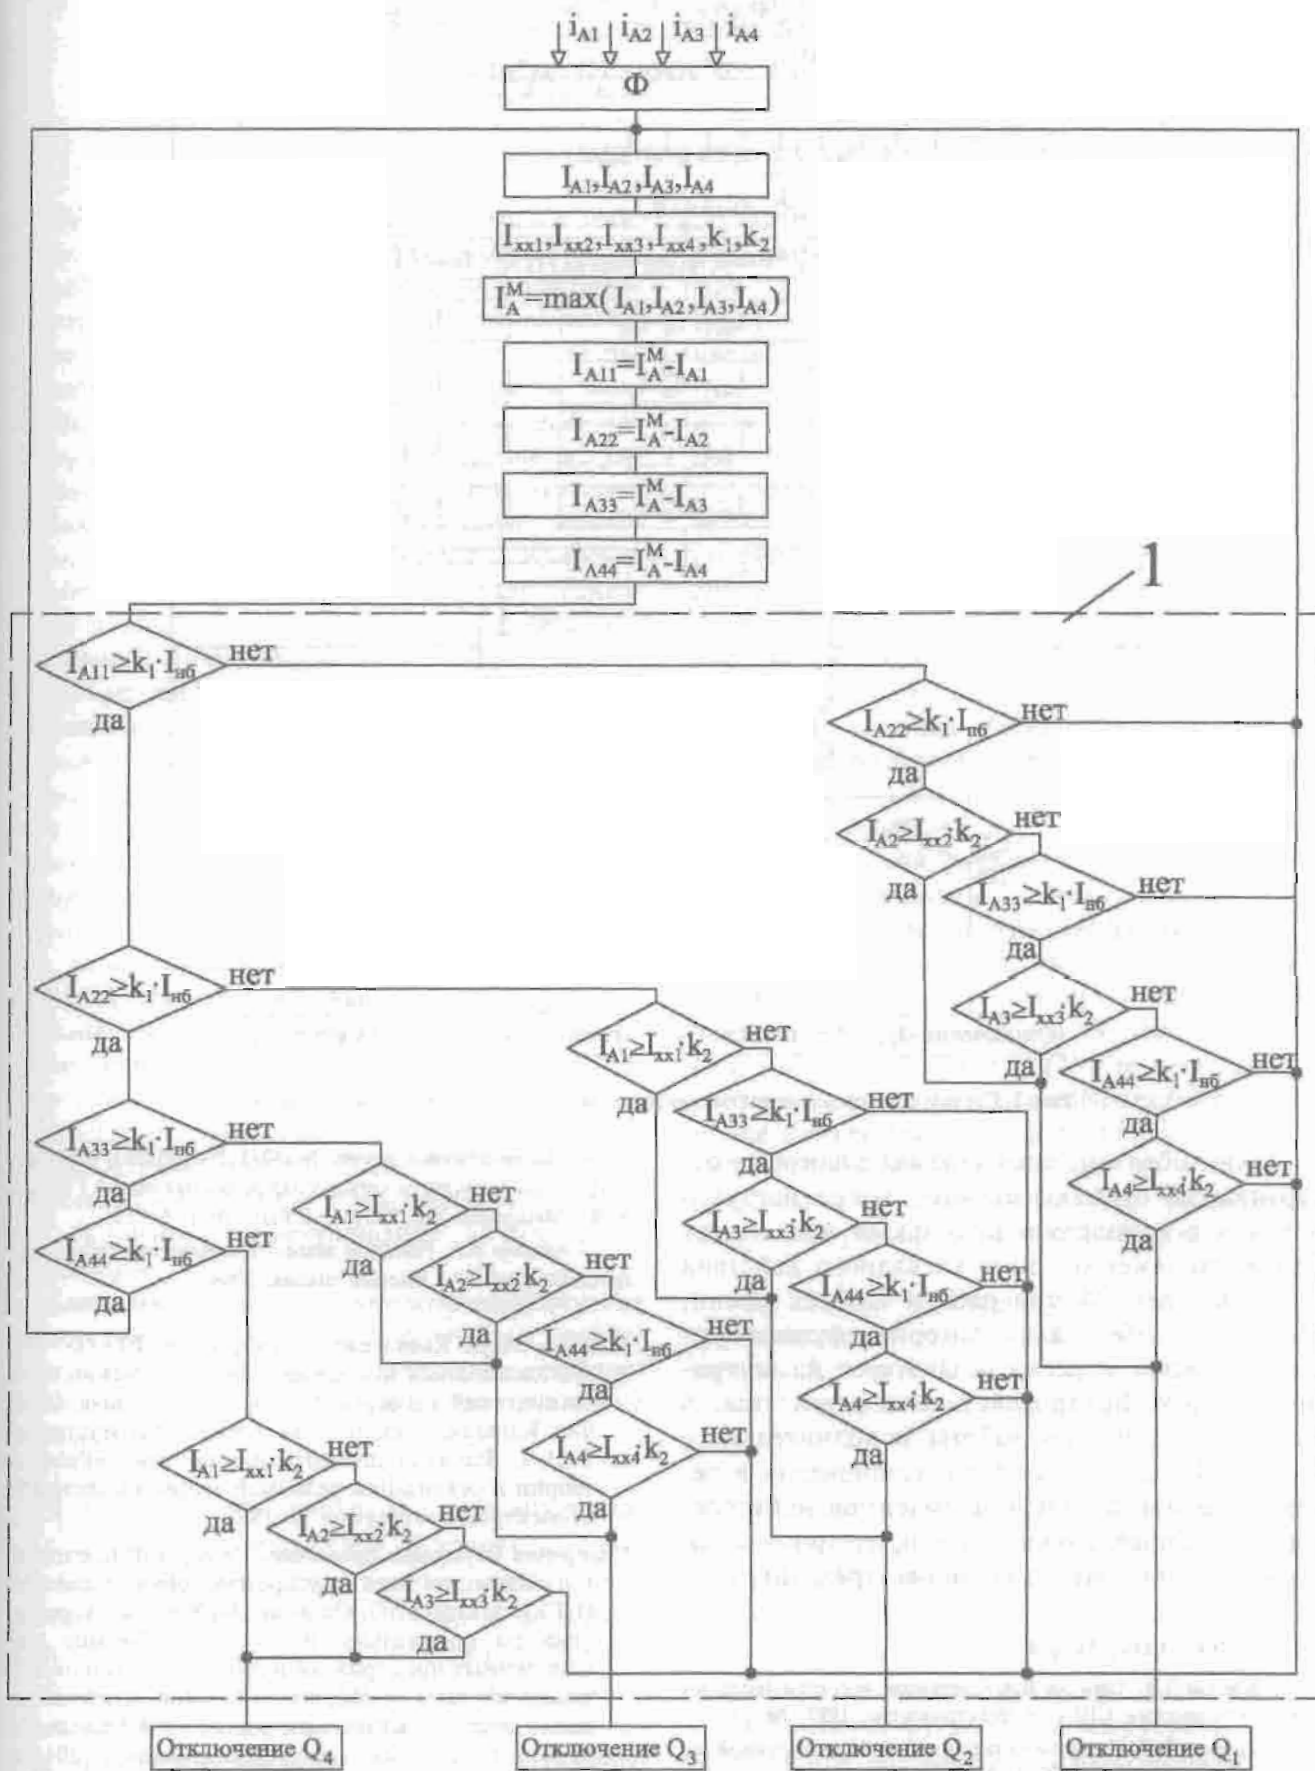 i_A1 i_A2 i_A3 i_A4
Ф
I_A1,I_A2,I_A3,I_A4
I_xx1,I_xx2,I_xx3,I_xx4,k_1,k_2
I_A^M=max( I_A1,I_A2,I_A3,I_A4)
I_A11=I_A^M-I_A1
I_A22=I_A^M-I_A2
I_A33=I_A^M-I_A3
I_A44=I_A^M-I_A4
1
I_A11≥k_1·I_нб
нет
да
I_A22≥k_1·I_нб
нет
да
I_A2≥I_xx2·k_2
нет
да
I_A33≥k_1·I_нб
нет
да
I_A22≥k_1·I_нб
нет
да
I_A3≥I_xx3·k_2
нет
да
I_A1≥I_xx1·k_2
нет
да
I_A44≥k_1·I_нб
нет
да
I_A33≥k_1·I_нб
нет
да
I_A33≥k_1·I_нб
нет
да
I_A4≥I_xx4·k_2
нет
да
I_A1≥I_xx1·k_2
нет
да
I_A3≥I_xx3·k_2
нет
да
I_A44≥k_1·I_нб
нет
да
I_A2≥I_xx2·k_2
нет
да
I_A44≥k_1·I_нб
нет
да
I_A44≥k_1·I_нб
нет
да
I_A4≥I_xx4·k_2
нет
да
I_A4≥I_xx4·k_2
нет
да
I_A1≥I_xx1·k_2
нет
да
I_A2≥I_xx2·k_2
нет
да
I_A3≥I_xx3·k_2
да
Отключение Q_4
Отключение Q_3
Отключение Q_2
Отключение Q_1